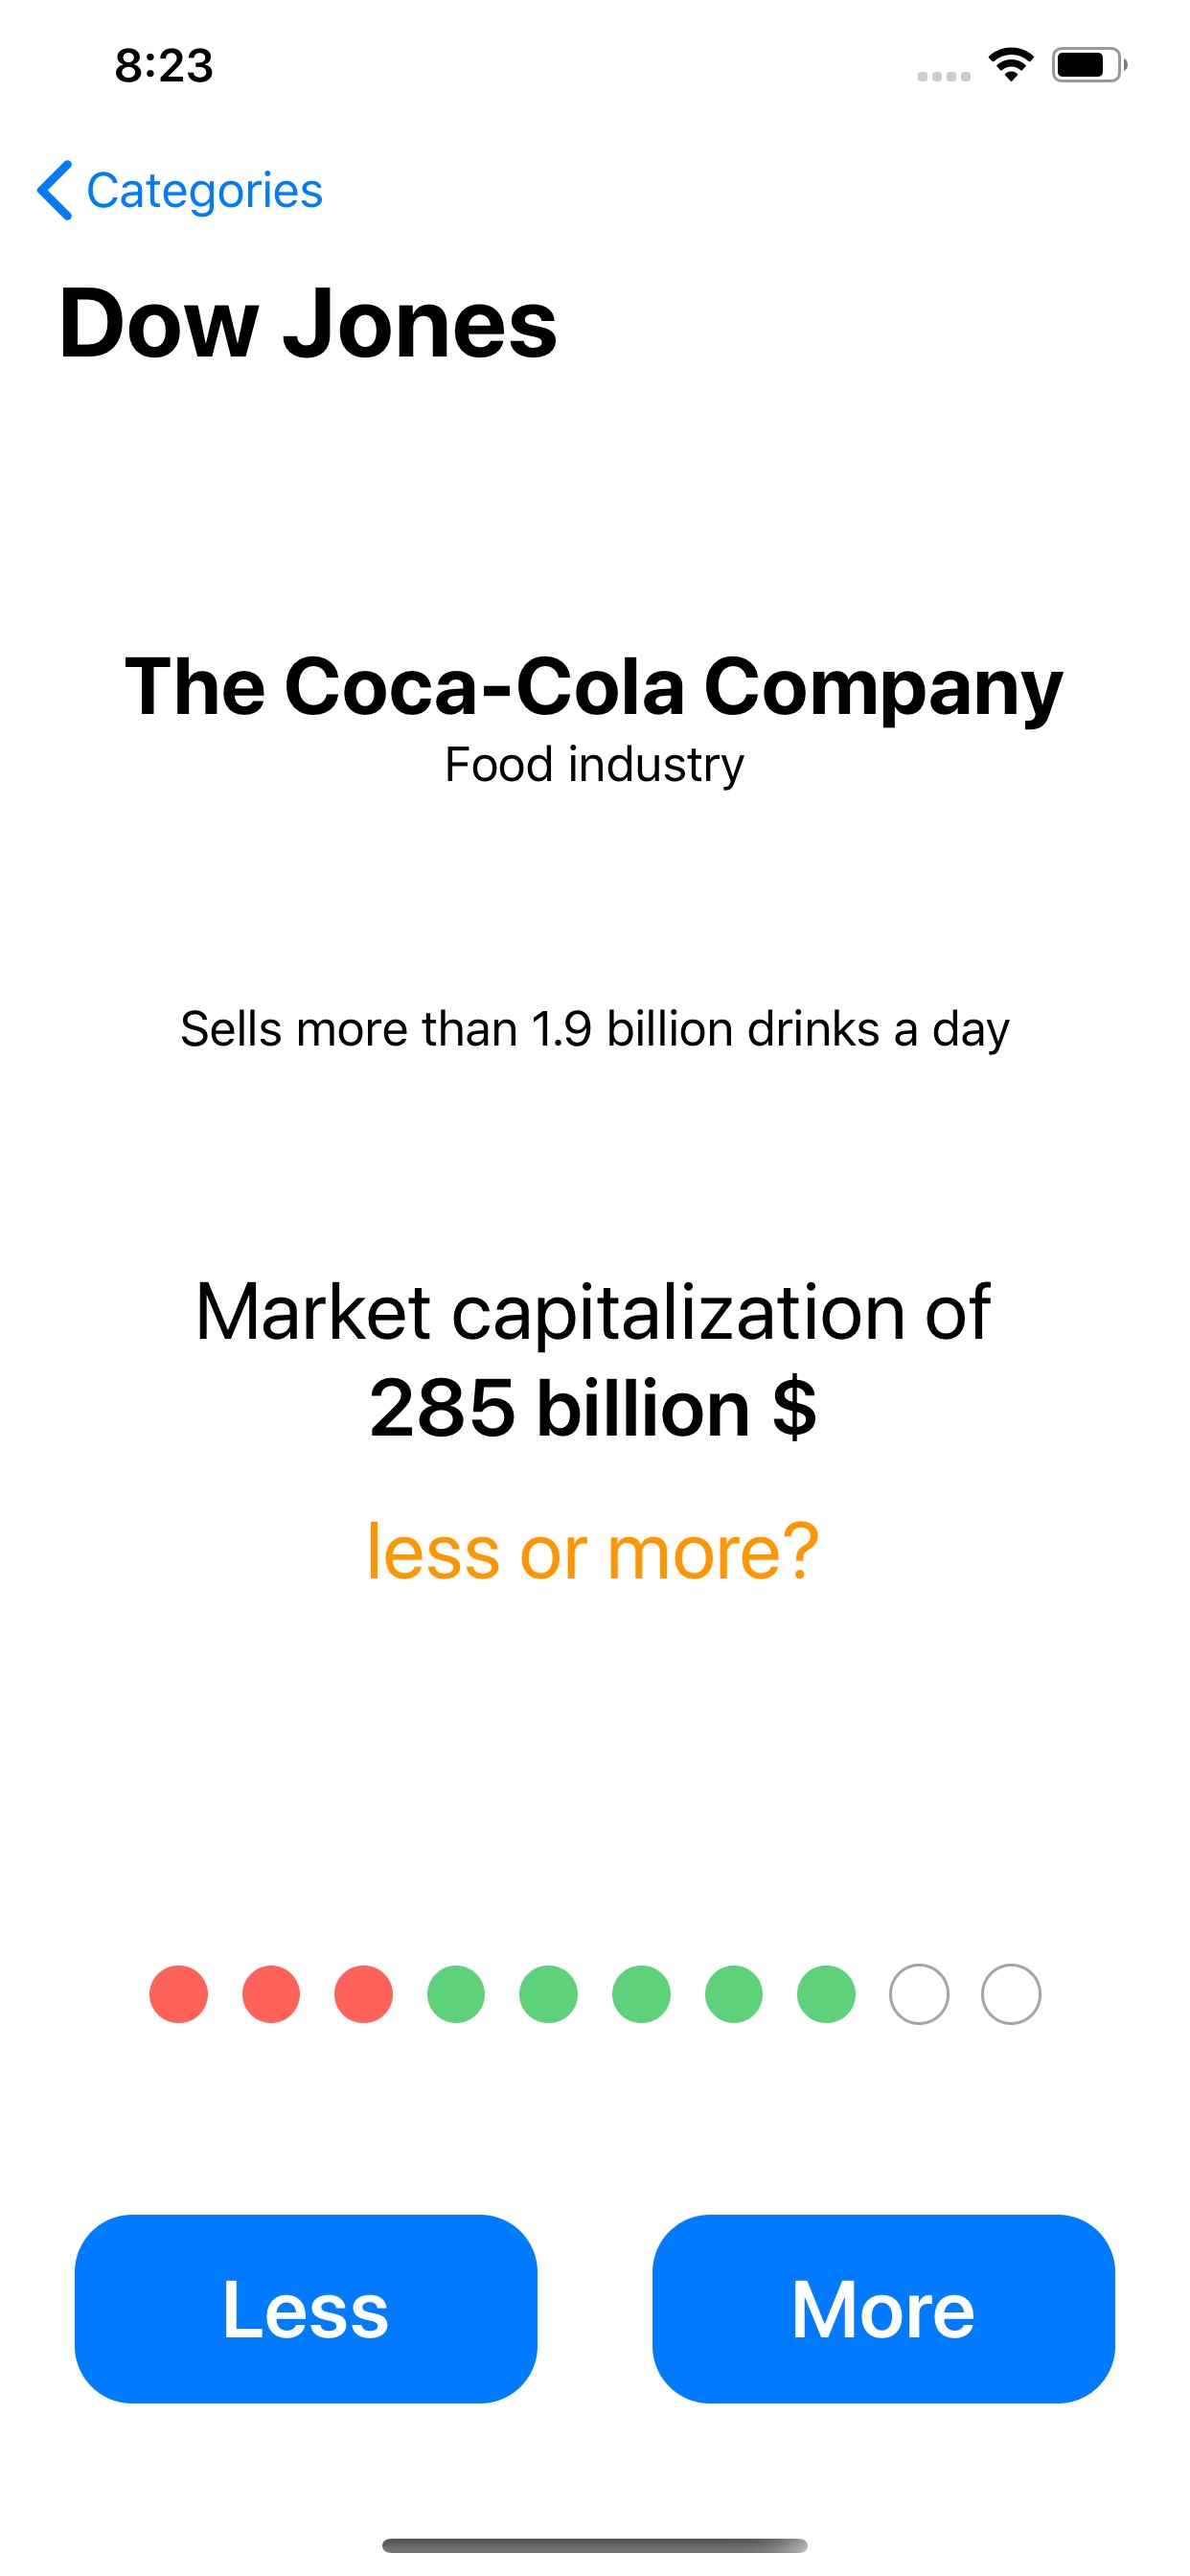 8:23
Categories
Dow Jones
The Coca-Cola Company
Food industry
Sells more than 1.9 billion drinks a day
Market capitalization of
285 billion $
less or more?
Less
More